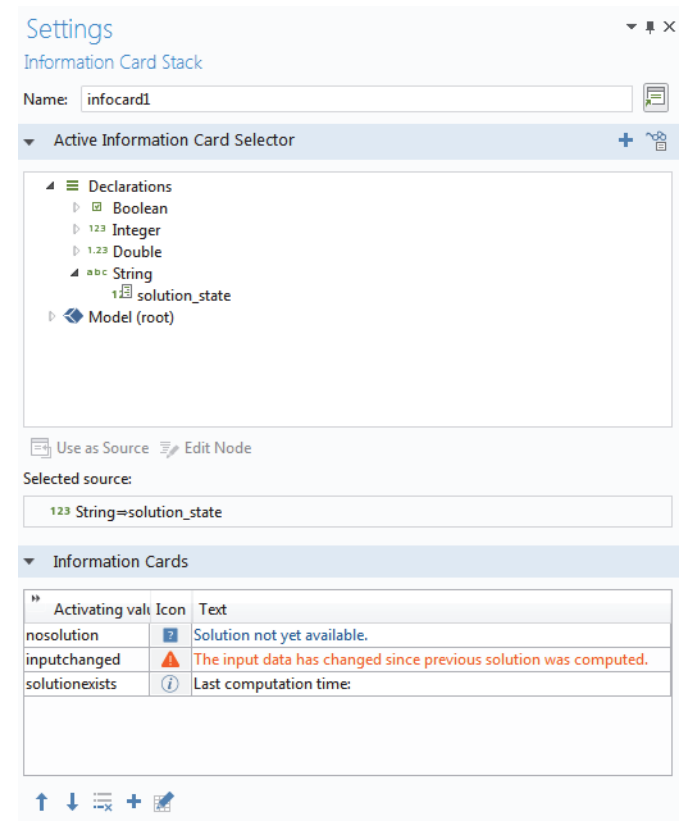 Settings
Information Card Stack
Name: infocard1
Active Information Card Selector
Declarations
Boolean
123 Integer
1.23 Double
abc String
solution_state
Model (root)
Use as Source Edit Node
Selected source:
123 String⇒solution_state
Information Cards
Activating valu Icon Text
nosolution ? Solution not yet available.
inputchanged The input data has changed since previous solution was computed.
solutionexists i Last computation time: